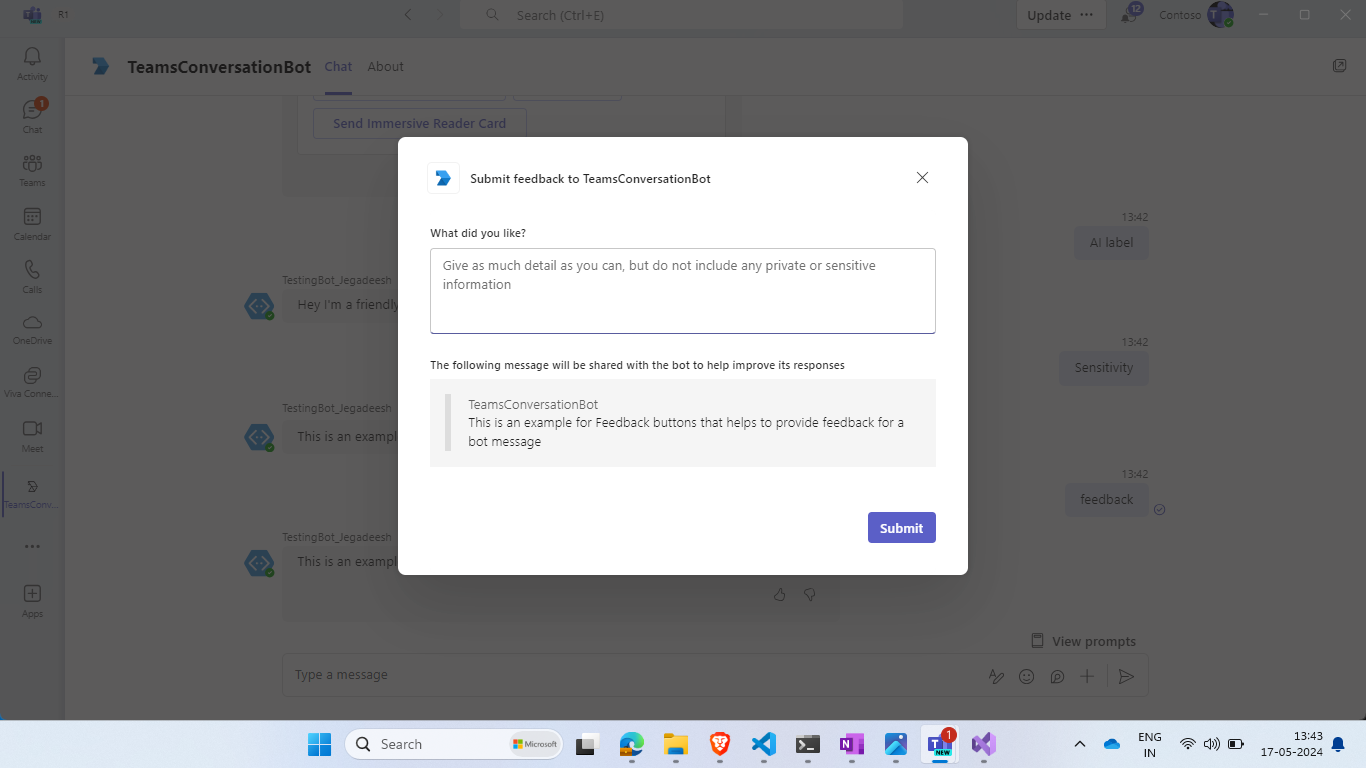 R1
Search (Ctrl+E)
Update
12
Contoso
Activity
1
Chat
Teams
Calendar
Calls
OneDrive
Viva Conne...
Meet
TeamsConv...
Apps
TeamsConversationBot
Chat
About
Send Immersive Reader Card
13:42
AI label
TestingBot_Jegadeesh
Hey I'm a friendly
13:42
Sensitivity
TestingBot_Jegadeesh
This is an exampl
13:42
feedback
TestingBot_Jegadeesh
This is an example
Submit feedback to TeamsConversationBot
What did you like?
Give as much detail as you can, but do not include any private or sensitive
information
The following message will be shared with the bot to help improve its responses
TeamsConversationBot
This is an example for Feedback buttons that helps to provide feedback for a
bot message
Submit
View prompts
Type a message
Search
Microsoft
1
NEW
ENG
IN
13:43
17-05-2024